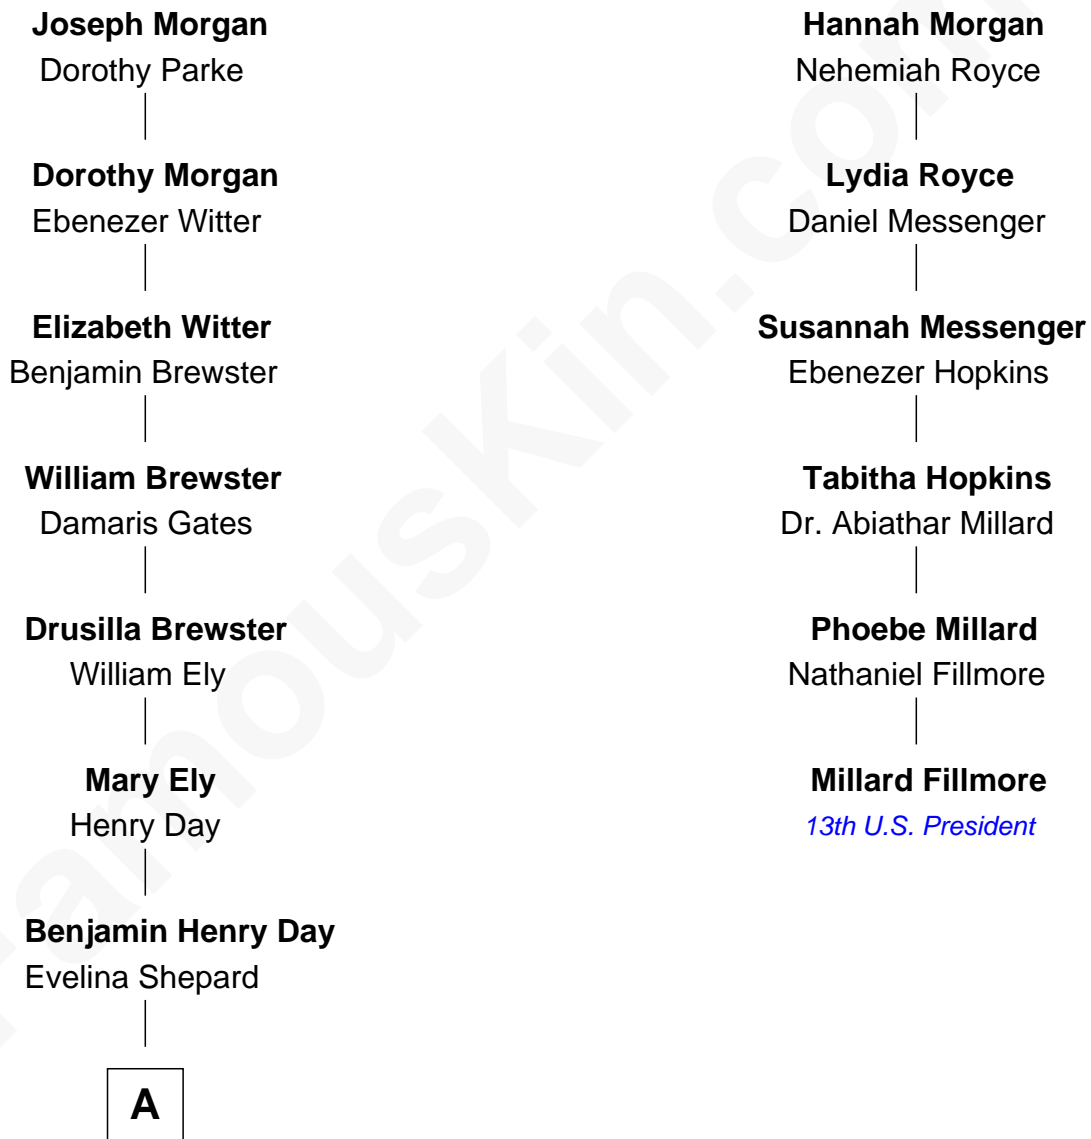 Joseph Morgan
Dorothy Parke
Dorothy Morgan
Ebenezer Witter
Elizabeth Witter
Benjamin Brewster
William Brewster
Damaris Gates
Drusilla Brewster
William Ely
Mary Ely
Henry Day
Benjamin Henry Day
Evelina Shepard
A
Hannah Morgan
Nehemiah Royce
Lydia Royce
Daniel Messenger
Susannah Messenger
Ebenezer Hopkins
Tabitha Hopkins
Dr. Abiathar Millard
Phoebe Millard
Nathaniel Fillmore
Millard Fillmore
13th U.S. President
FamousKin.com